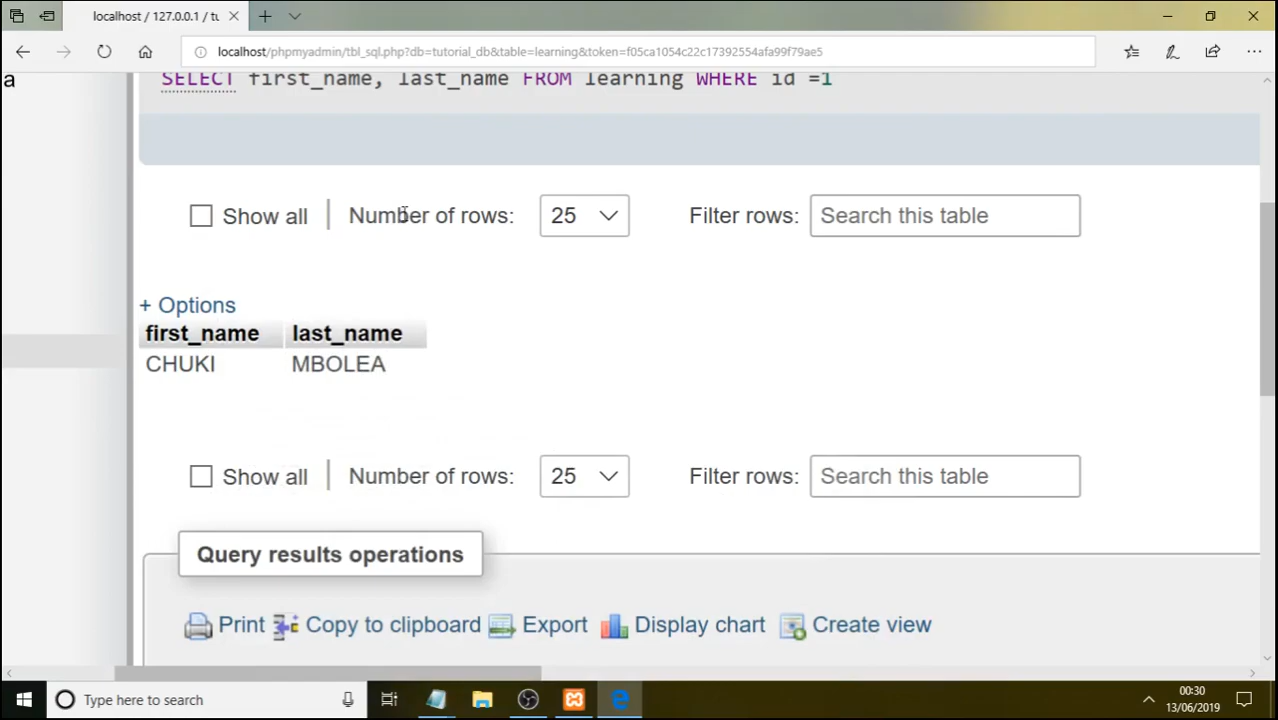 localhost / 127.0.0.1 / tu
localhost/phpmyadmin/tbl_sql.php?db=tutorial_db&table=learning&token=f05ca1054c22c17392554afa99f79ae5
a
SELECT first_name, last_name FROM learning WHERE id =1
Show all Number of rows: 25 Filter rows: Search this table
+ Options
first_name last_name
CHUKI MBOLEA
Show all Number of rows: 25 Filter rows: Search this table
Query results operations
Print Copy to clipboard Export Display chart Create view
Type here to search
00:30
13/06/2019